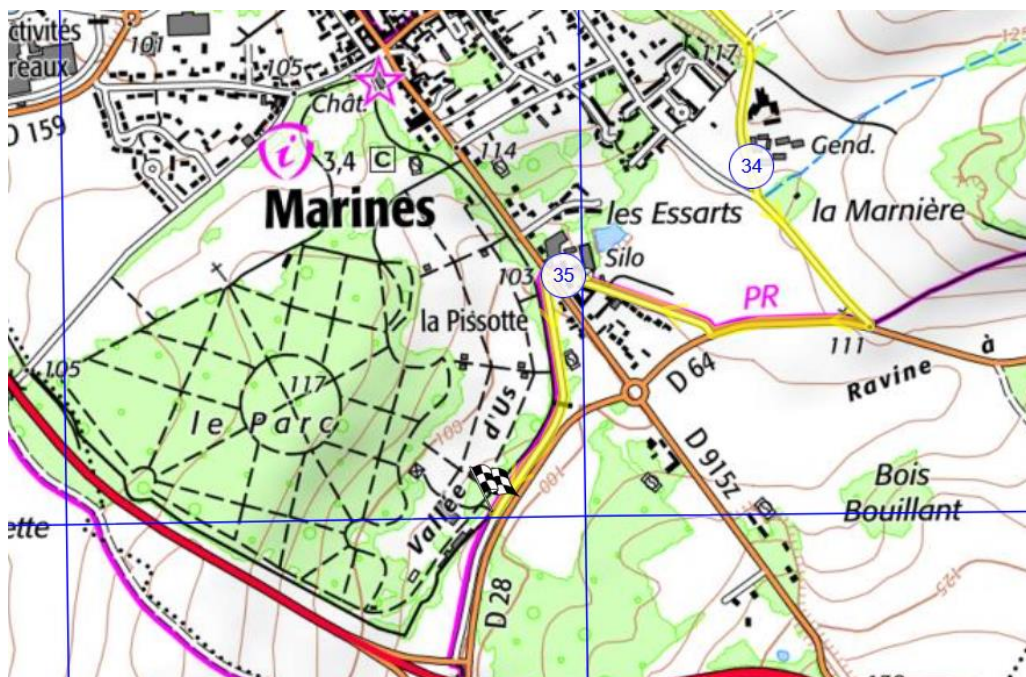 ctivités
reaux
101
105
117
125
D 159
Chât.
i
3,4 C
114
Gend.
34
Marines
les Essarts
la Marnière
103
35
Silo
PR
la Pissotte
111
Ravine à
105
117
le Parc
D 64
Vallée d'Us
109
100
D 915z
Bois
Bouillant
ette
125
D 28